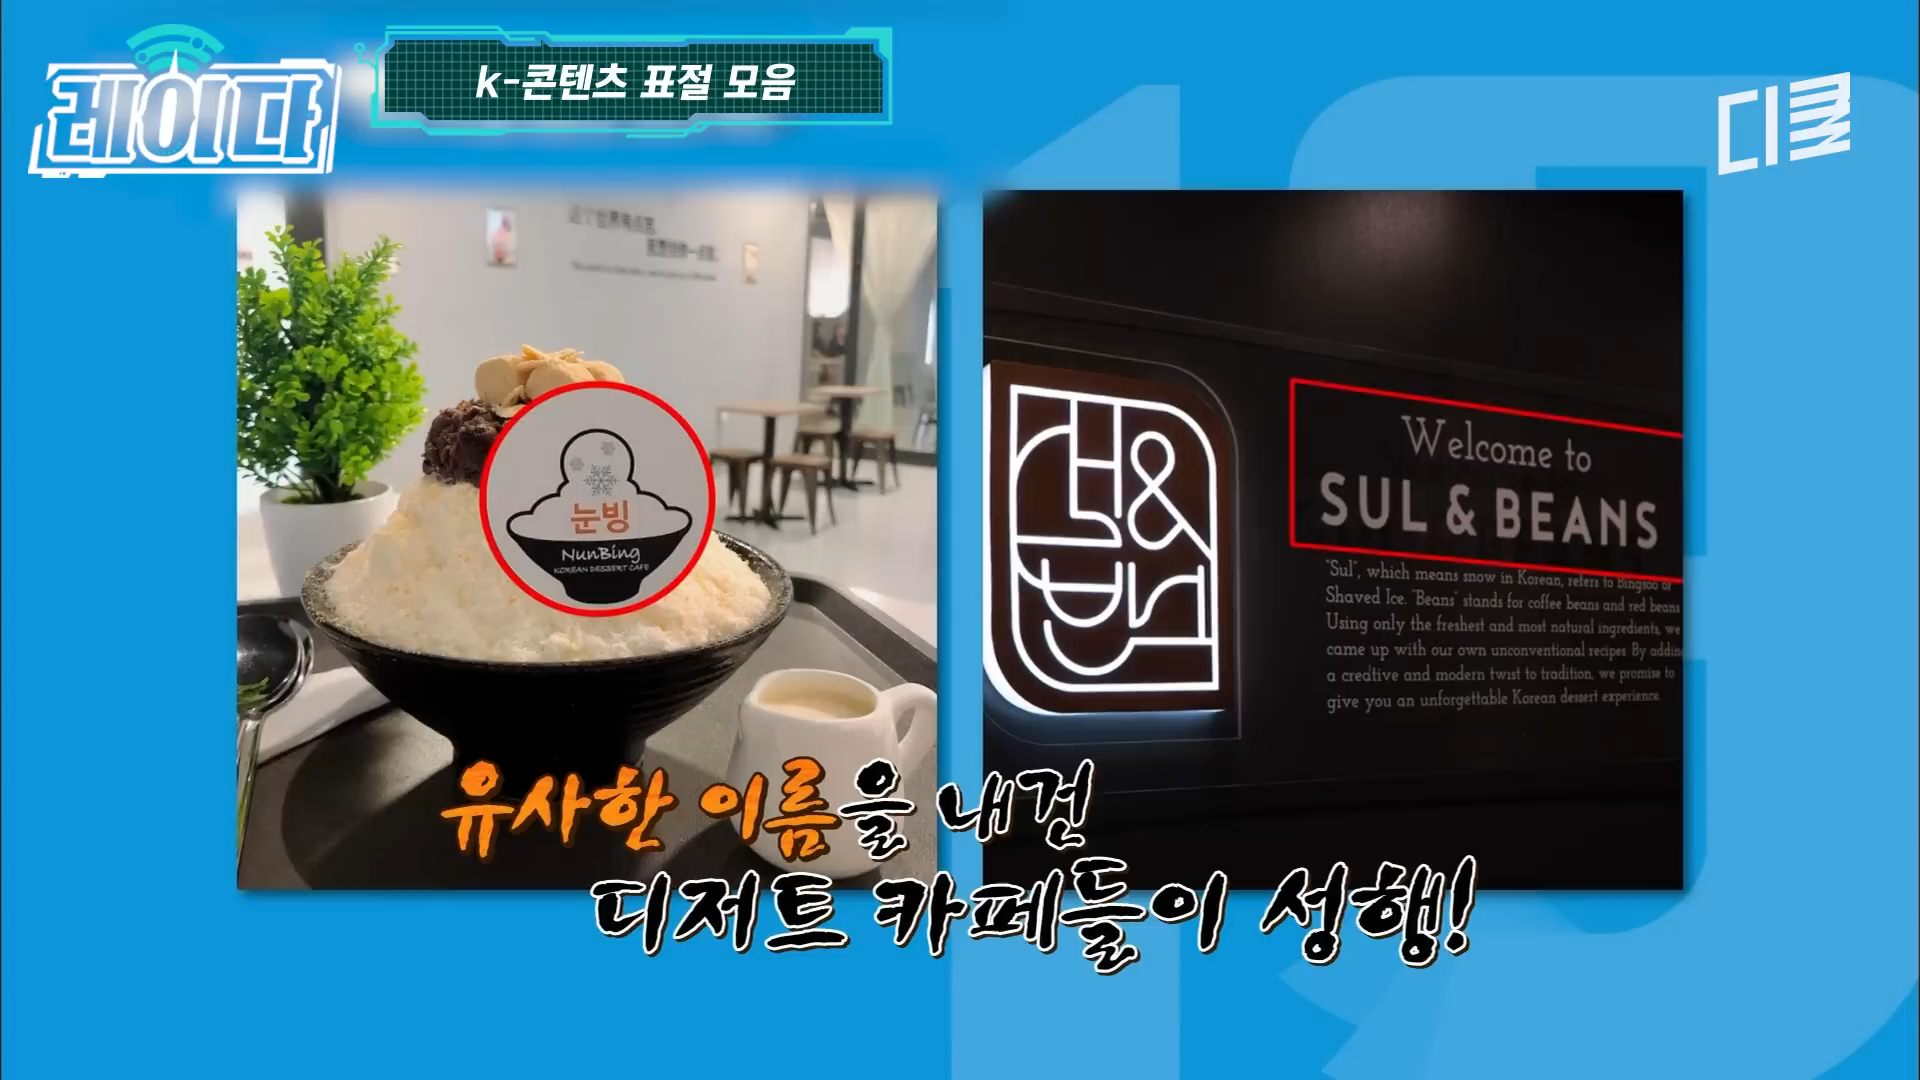 레이다
k-콘텐츠 표절 모음
디글
눈빙
NunBing
KOREAN DESSERT CAFE
Welcome to
SUL & BEANS
"Sul", which means snow in Korean, refers to Bingsoo or
Shaved Ice. "Beans" stands for coffee beans and red beans
Using only the freshest and most natural ingredients, we
came up with our own unconventional recipes By adding
a creative and modern twist to tradition, we promise to
give you an unforgettable Korean dessert experience.
유사한 이름을 내건
디저트 카페들이 성행!